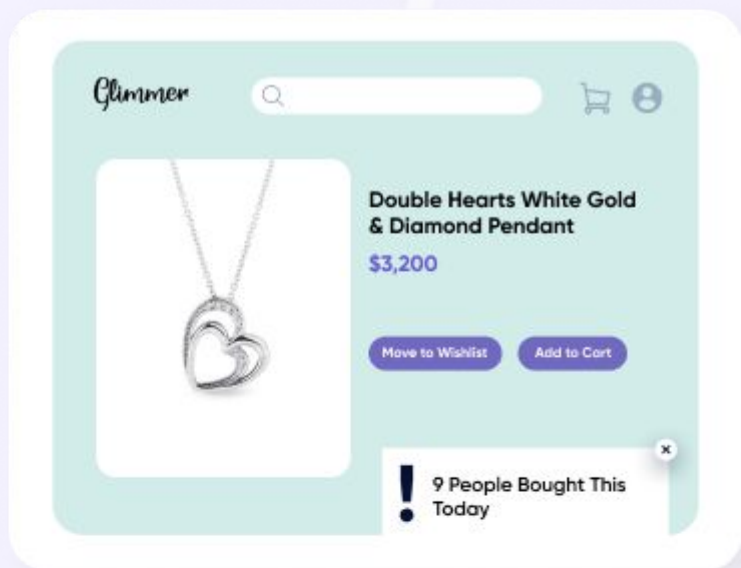 Glimmer
Double Hearts White Gold
& Diamond Pendant
$3,200
Move to Wishlist
Add to Cart
9 People Bought This
Today